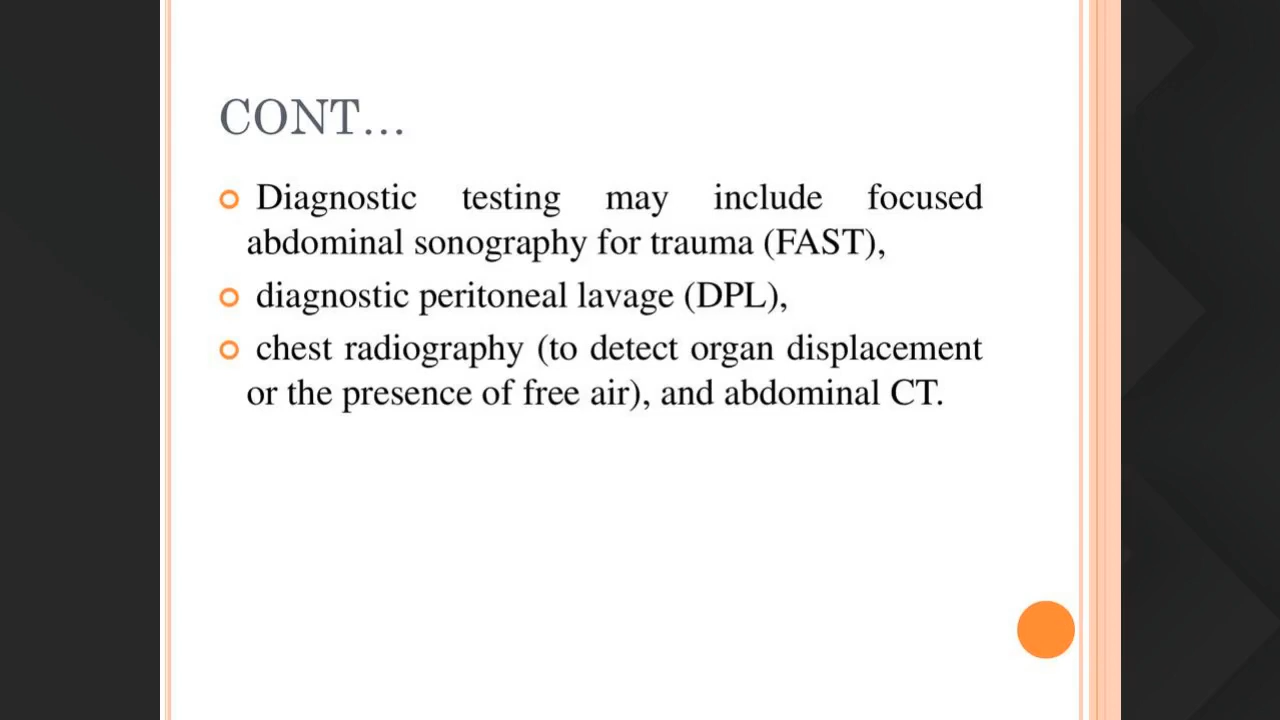 CONT…
Diagnostic testing may include focused
abdominal sonography for trauma (FAST),
diagnostic peritoneal lavage (DPL),
chest radiography (to detect organ displacement
or the presence of free air), and abdominal CT.